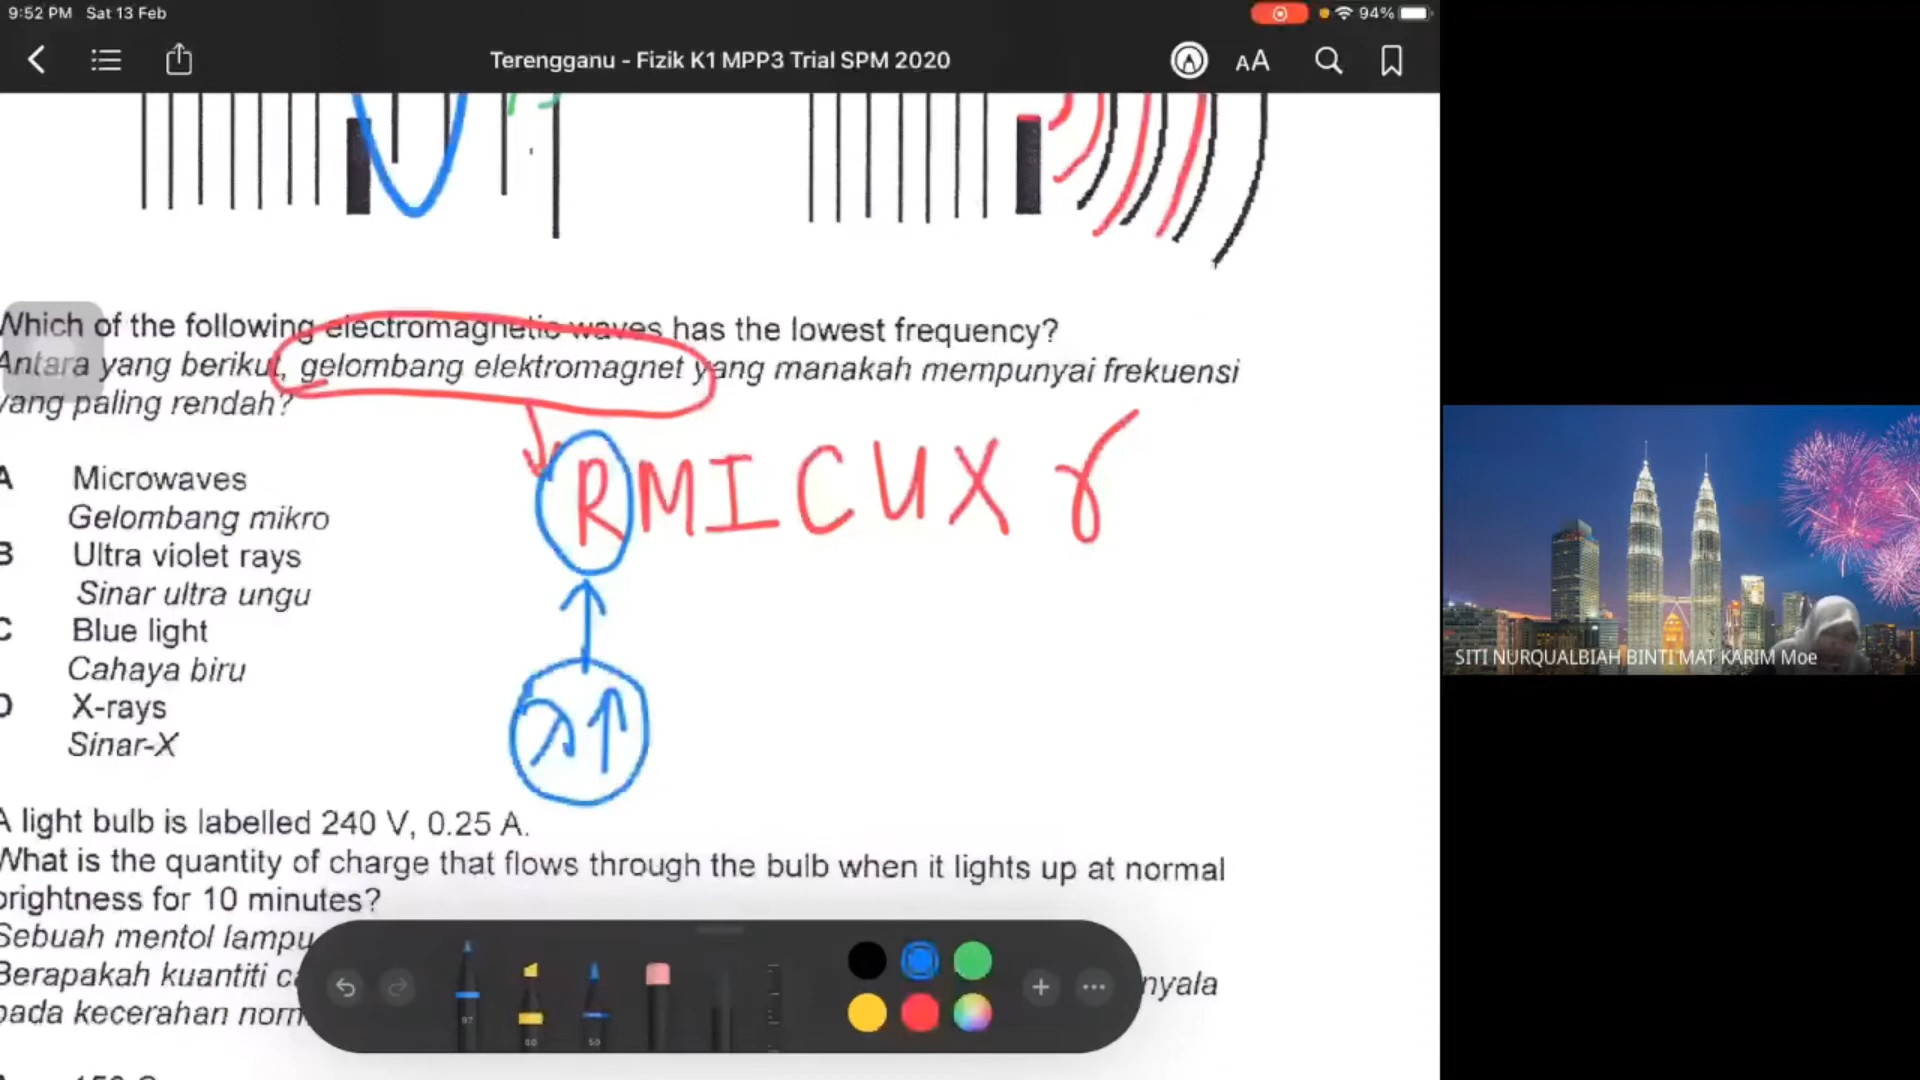 9:52 PM Sat 13 Feb
94%
Terengganu - Fizik K1 MPP3 Trial SPM 2020
AA
Which of the following electromagnetic waves has the lowest frequency?
Antara yang berikut, gelombang elektromagnet yang manakah mempunyai frekuensi
yang paling rendah?
R M I C U X γ
A Microwaves
Gelombang mikro
B Ultra violet rays
Sinar ultra ungu
C Blue light
Cahaya biru
D X-rays
Sinar-X
λ↑
A light bulb is labelled 240 V, 0.25 A.
What is the quantity of charge that flows through the bulb when it lights up at normal
brightness for 10 minutes?
Sebuah mentol lampu
Berapakah kuantiti
nyala
pada kecerahan
97
80
50
SITI NURQUALBIAH BINTI MAT KARIM Moe